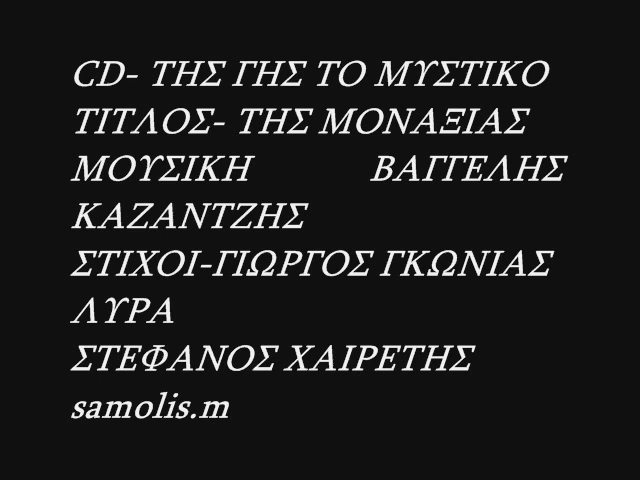 CD- ΤΗΣ ΓΗΣ ΤΟ ΜΥΣΤΙΚΟ
ΤΙΤΛΟΣ- ΤΗΣ ΜΟΝΑΞΙΑΣ
ΜΟΥΣΙΚΗ ΒΑΓΓΕΛΗΣ
ΚΑΖΑΝΤΖΗΣ
ΣΤΙΧΟΙ-ΓΙΩΡΓΟΣ ΓΚΩΝΙΑΣ
ΛΥΡΑ
ΣΤΕΦΑΝΟΣ ΧΑΙΡΕΤΗΣ
samolis.m